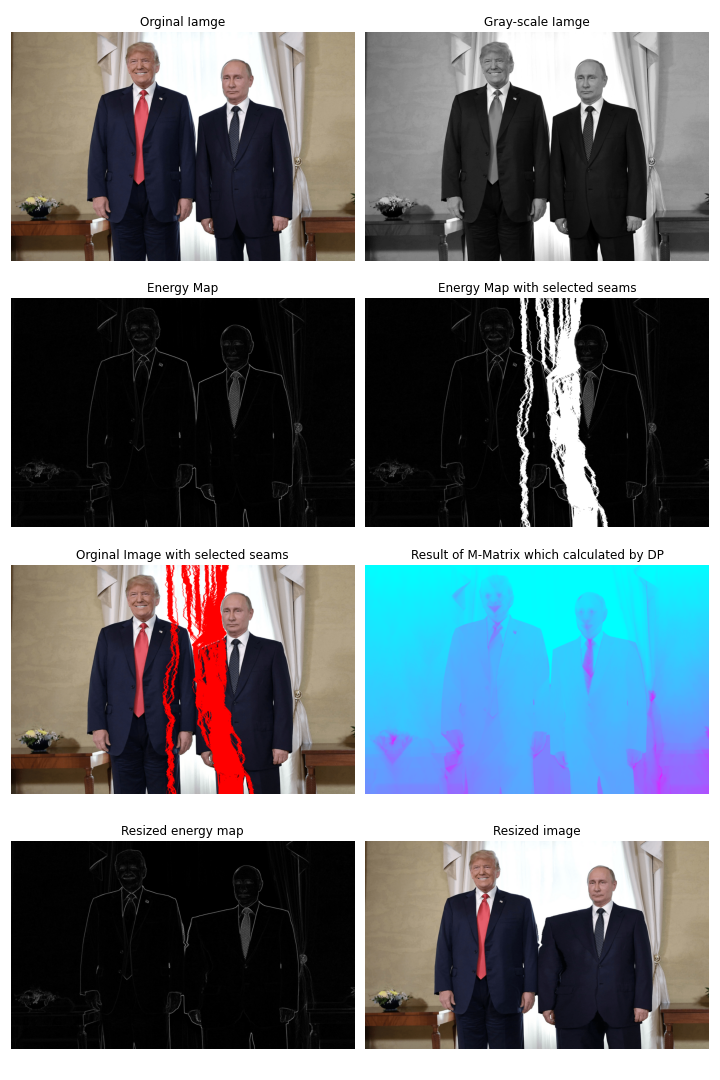 Orginal Iamge
Gray-scale Iamge
Energy Map
Energy Map with selected seams
Orginal Image with selected seams
Result of M-Matrix which calculated by DP
Resized energy map
Resized image